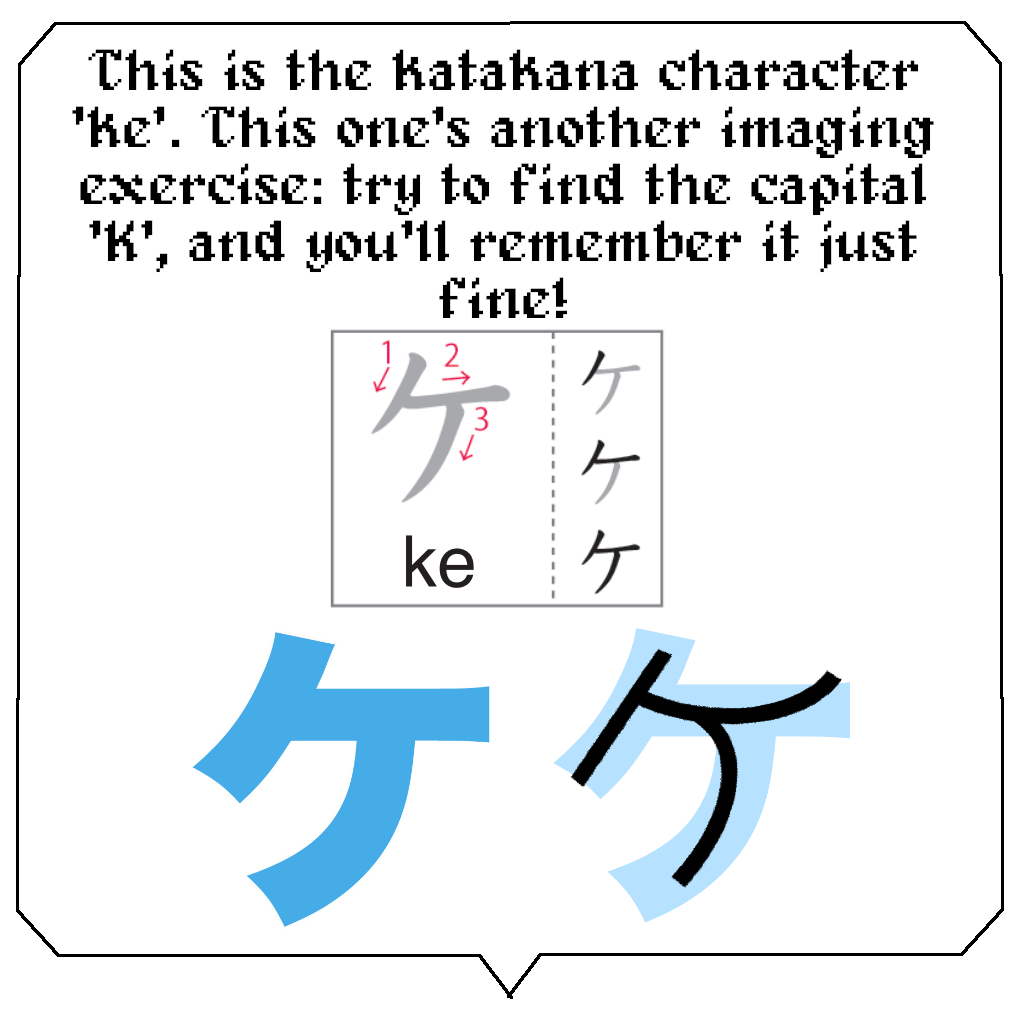 This is the katakana character
'ke'. This one's another imaging
exercise: try to find the capital
'K', and you'll remember it just
fine!
1 2
3
ケ
ke
ケ
ケ
ケ
ケ ケ